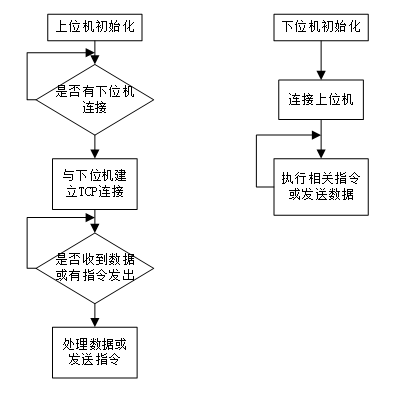 上位机初始化
是否有下位机
连接
与下位机建
立TCP连接
是否收到数据
或有指令发出
处理数据或
发送指令
下位机初始化
连接上位机
执行相关指令
或发送数据